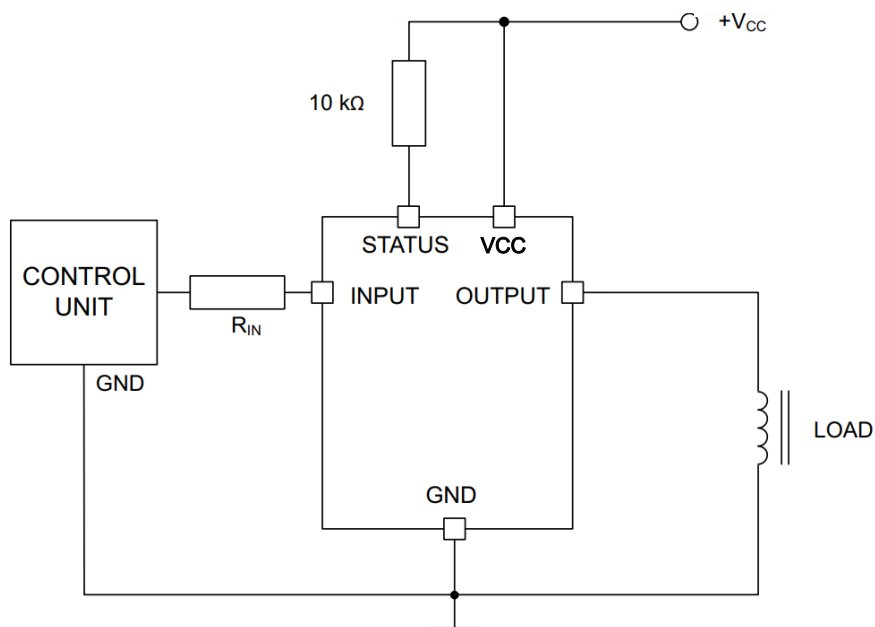 +VCC
10 kΩ
STATUS
VCC
CONTROL
UNIT
INPUT
OUTPUT
RIN
GND
LOAD
GND